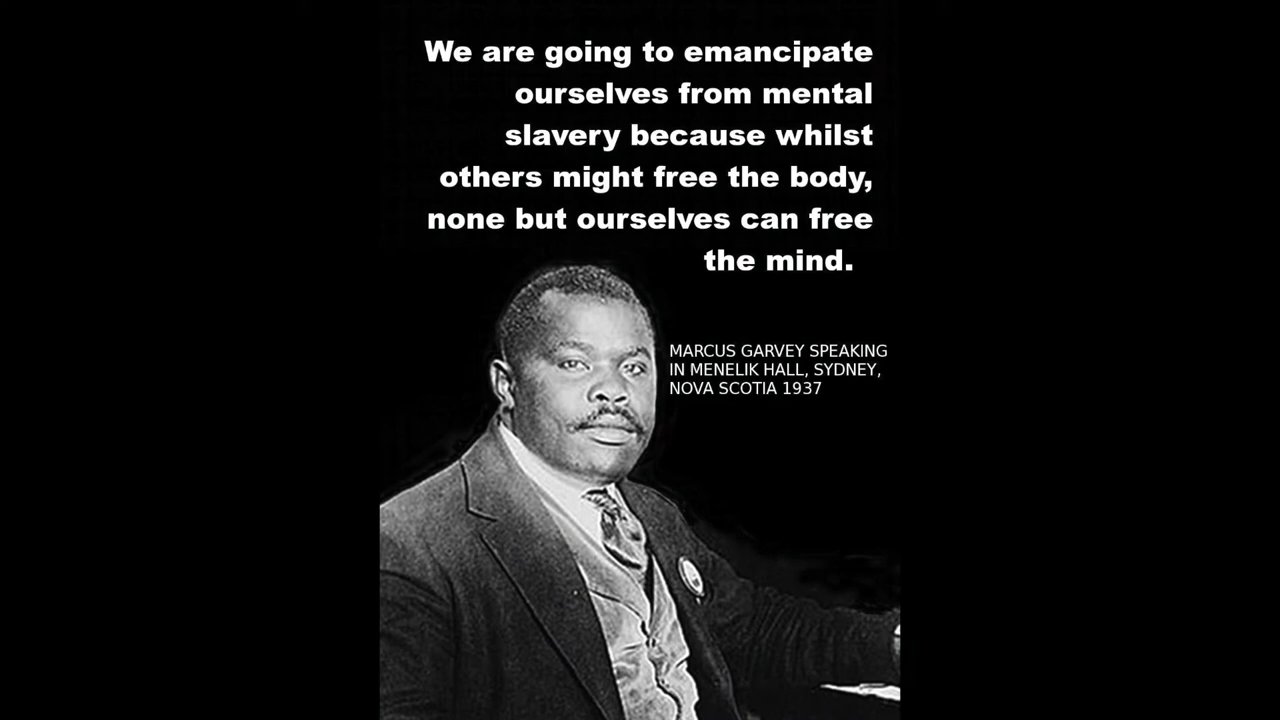 We are going to emancipate
ourselves from mental
slavery because whilst
others might free the body,
none but ourselves can free
the mind.
MARCUS GARVEY SPEAKING
IN MENELIK HALL, SYDNEY,
NOVA SCOTIA 1937